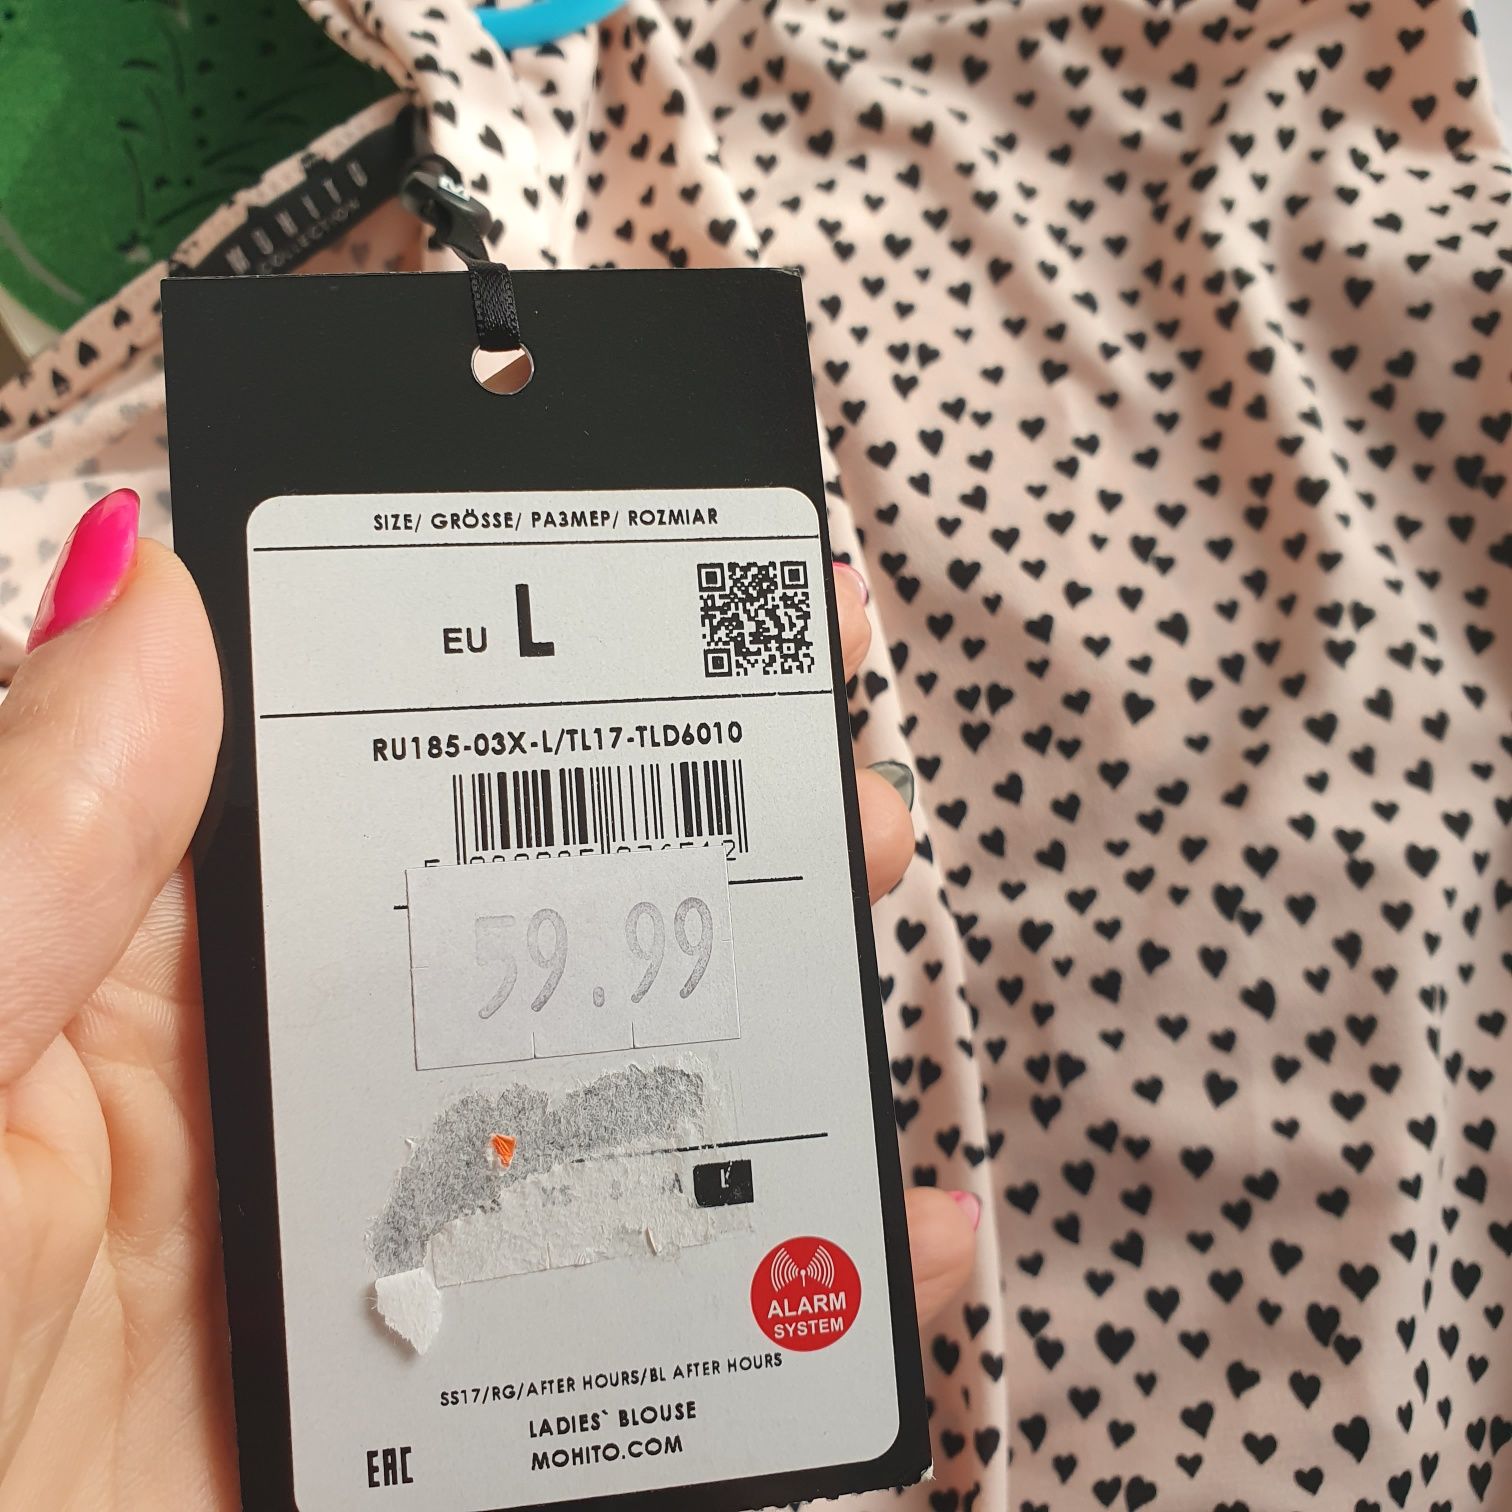 MOHITO
COLLECTION
SIZE/ GRÖSSE/ РАЗМЕР/ ROZMIAR
EU L
RU185-03X-L/TL17-TLD6010
59.99
XS
L
ALARM
SYSTEM
SS17/RG/AFTER HOURS/BL AFTER HOURS
LADIES` BLOUSE
MOHITO.COM
EAC